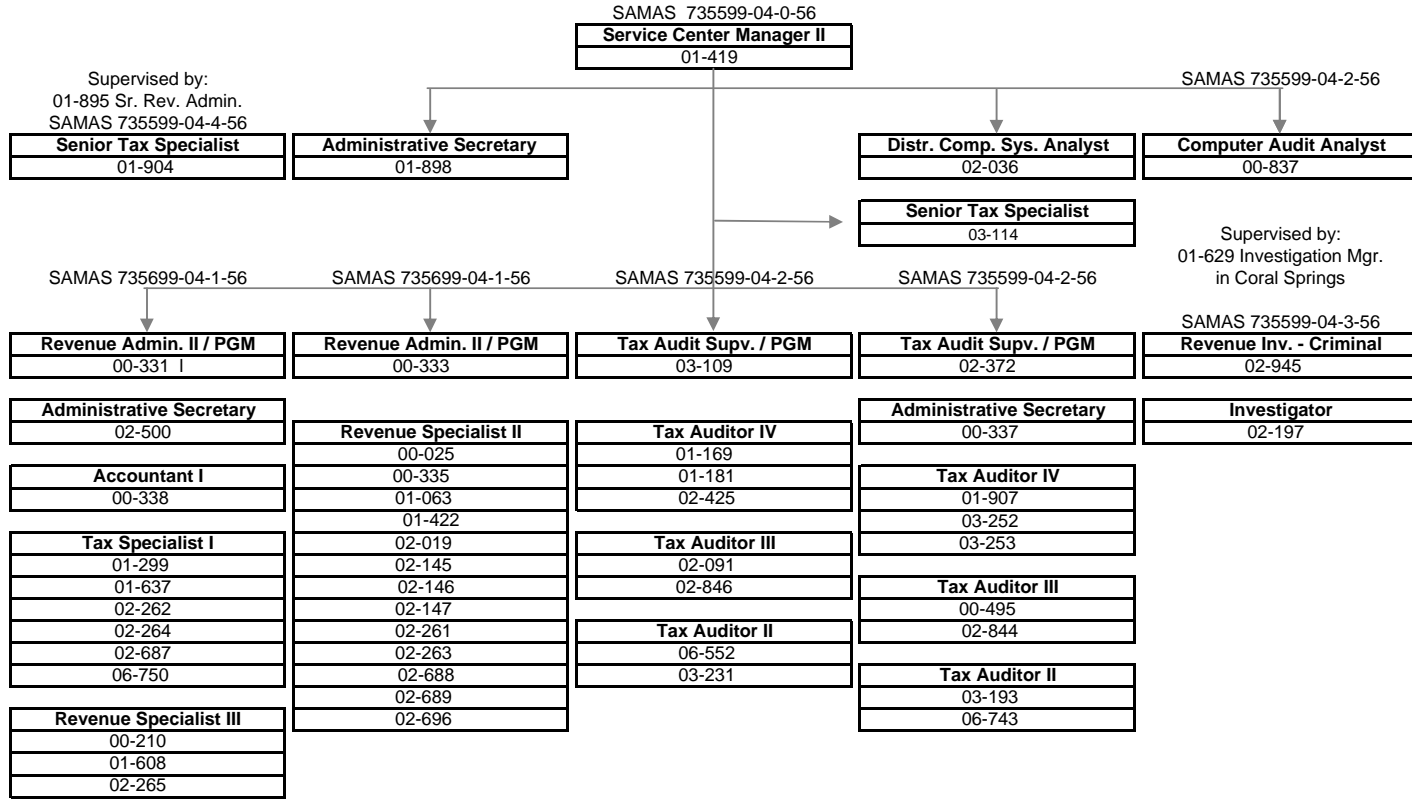 SAMAS 735599-04-0-56
Service Center Manager II
01-419
Supervised by:
01-895 Sr. Rev. Admin.
SAMAS 735599-04-4-56
Senior Tax Specialist
01-904
Administrative Secretary
01-898
Distr. Comp. Sys. Analyst
02-036
SAMAS 735599-04-2-56
Computer Audit Analyst
00-837
Senior Tax Specialist
03-114
Supervised by:
01-629 Investigation Mgr.
in Coral Springs
SAMAS 735599-04-3-56
Revenue Inv. - Criminal
02-945
Investigator
02-197
SAMAS 735699-04-1-56
Revenue Admin. II / PGM
00-331 I
Administrative Secretary
02-500
Accountant I
00-338
Tax Specialist I
01-299
01-637
02-262
02-264
02-687
06-750
Revenue Specialist III
00-210
01-608
02-265
SAMAS 735699-04-1-56
Revenue Admin. II / PGM
00-333
Revenue Specialist II
00-025
00-335
01-063
01-422
02-019
02-145
02-146
02-147
02-261
02-263
02-688
02-689
02-696
SAMAS 735599-04-2-56
Tax Audit Supv. / PGM
03-109
Tax Auditor IV
01-169
01-181
02-425
Tax Auditor III
02-091
02-846
Tax Auditor II
06-552
03-231
SAMAS 735599-04-2-56
Tax Audit Supv. / PGM
02-372
Administrative Secretary
00-337
Tax Auditor IV
01-907
03-252
03-253
Tax Auditor III
00-495
02-844
Tax Auditor II
03-193
06-743